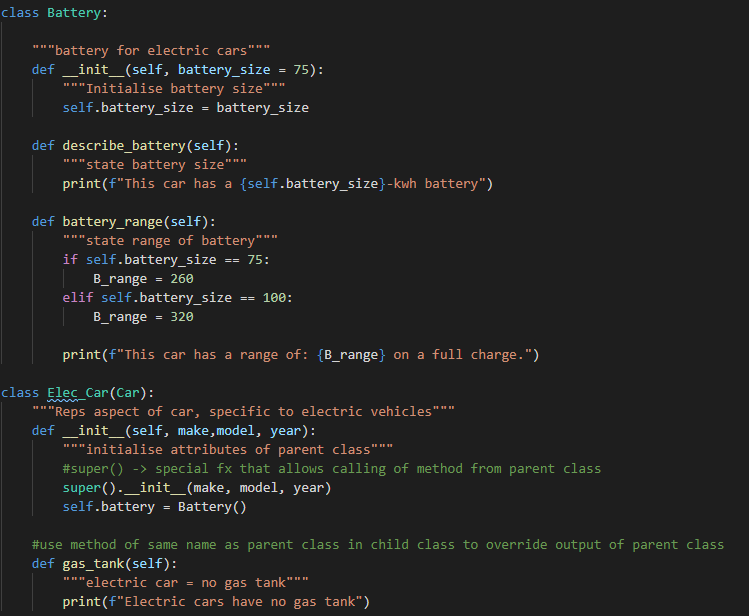 class Battery:
"""battery for electric cars"""
def __init__(self, battery_size = 75):
"""Initialise battery size"""
self.battery_size = battery_size
def describe_battery(self):
"""state battery size"""
print(f"This car has a {self.battery_size}-kwh battery")
def battery_range(self):
"""state range of battery"""
if self.battery_size == 75:
B_range = 260
elif self.battery_size == 100:
B_range = 320
print(f"This car has a range of: {B_range} on a full charge.")
class Elec_Car(Car):
"""Reps aspect of car, specific to electric vehicles"""
def __init__(self, make,model, year):
"""initialise attributes of parent class"""
#super() -> special fx that allows calling of method from parent class
super().__init__(make, model, year)
self.battery = Battery()
#use method of same name as parent class in child class to override output of parent class
def gas_tank(self):
"""electric car = no gas tank"""
print(f"Electric cars have no gas tank")